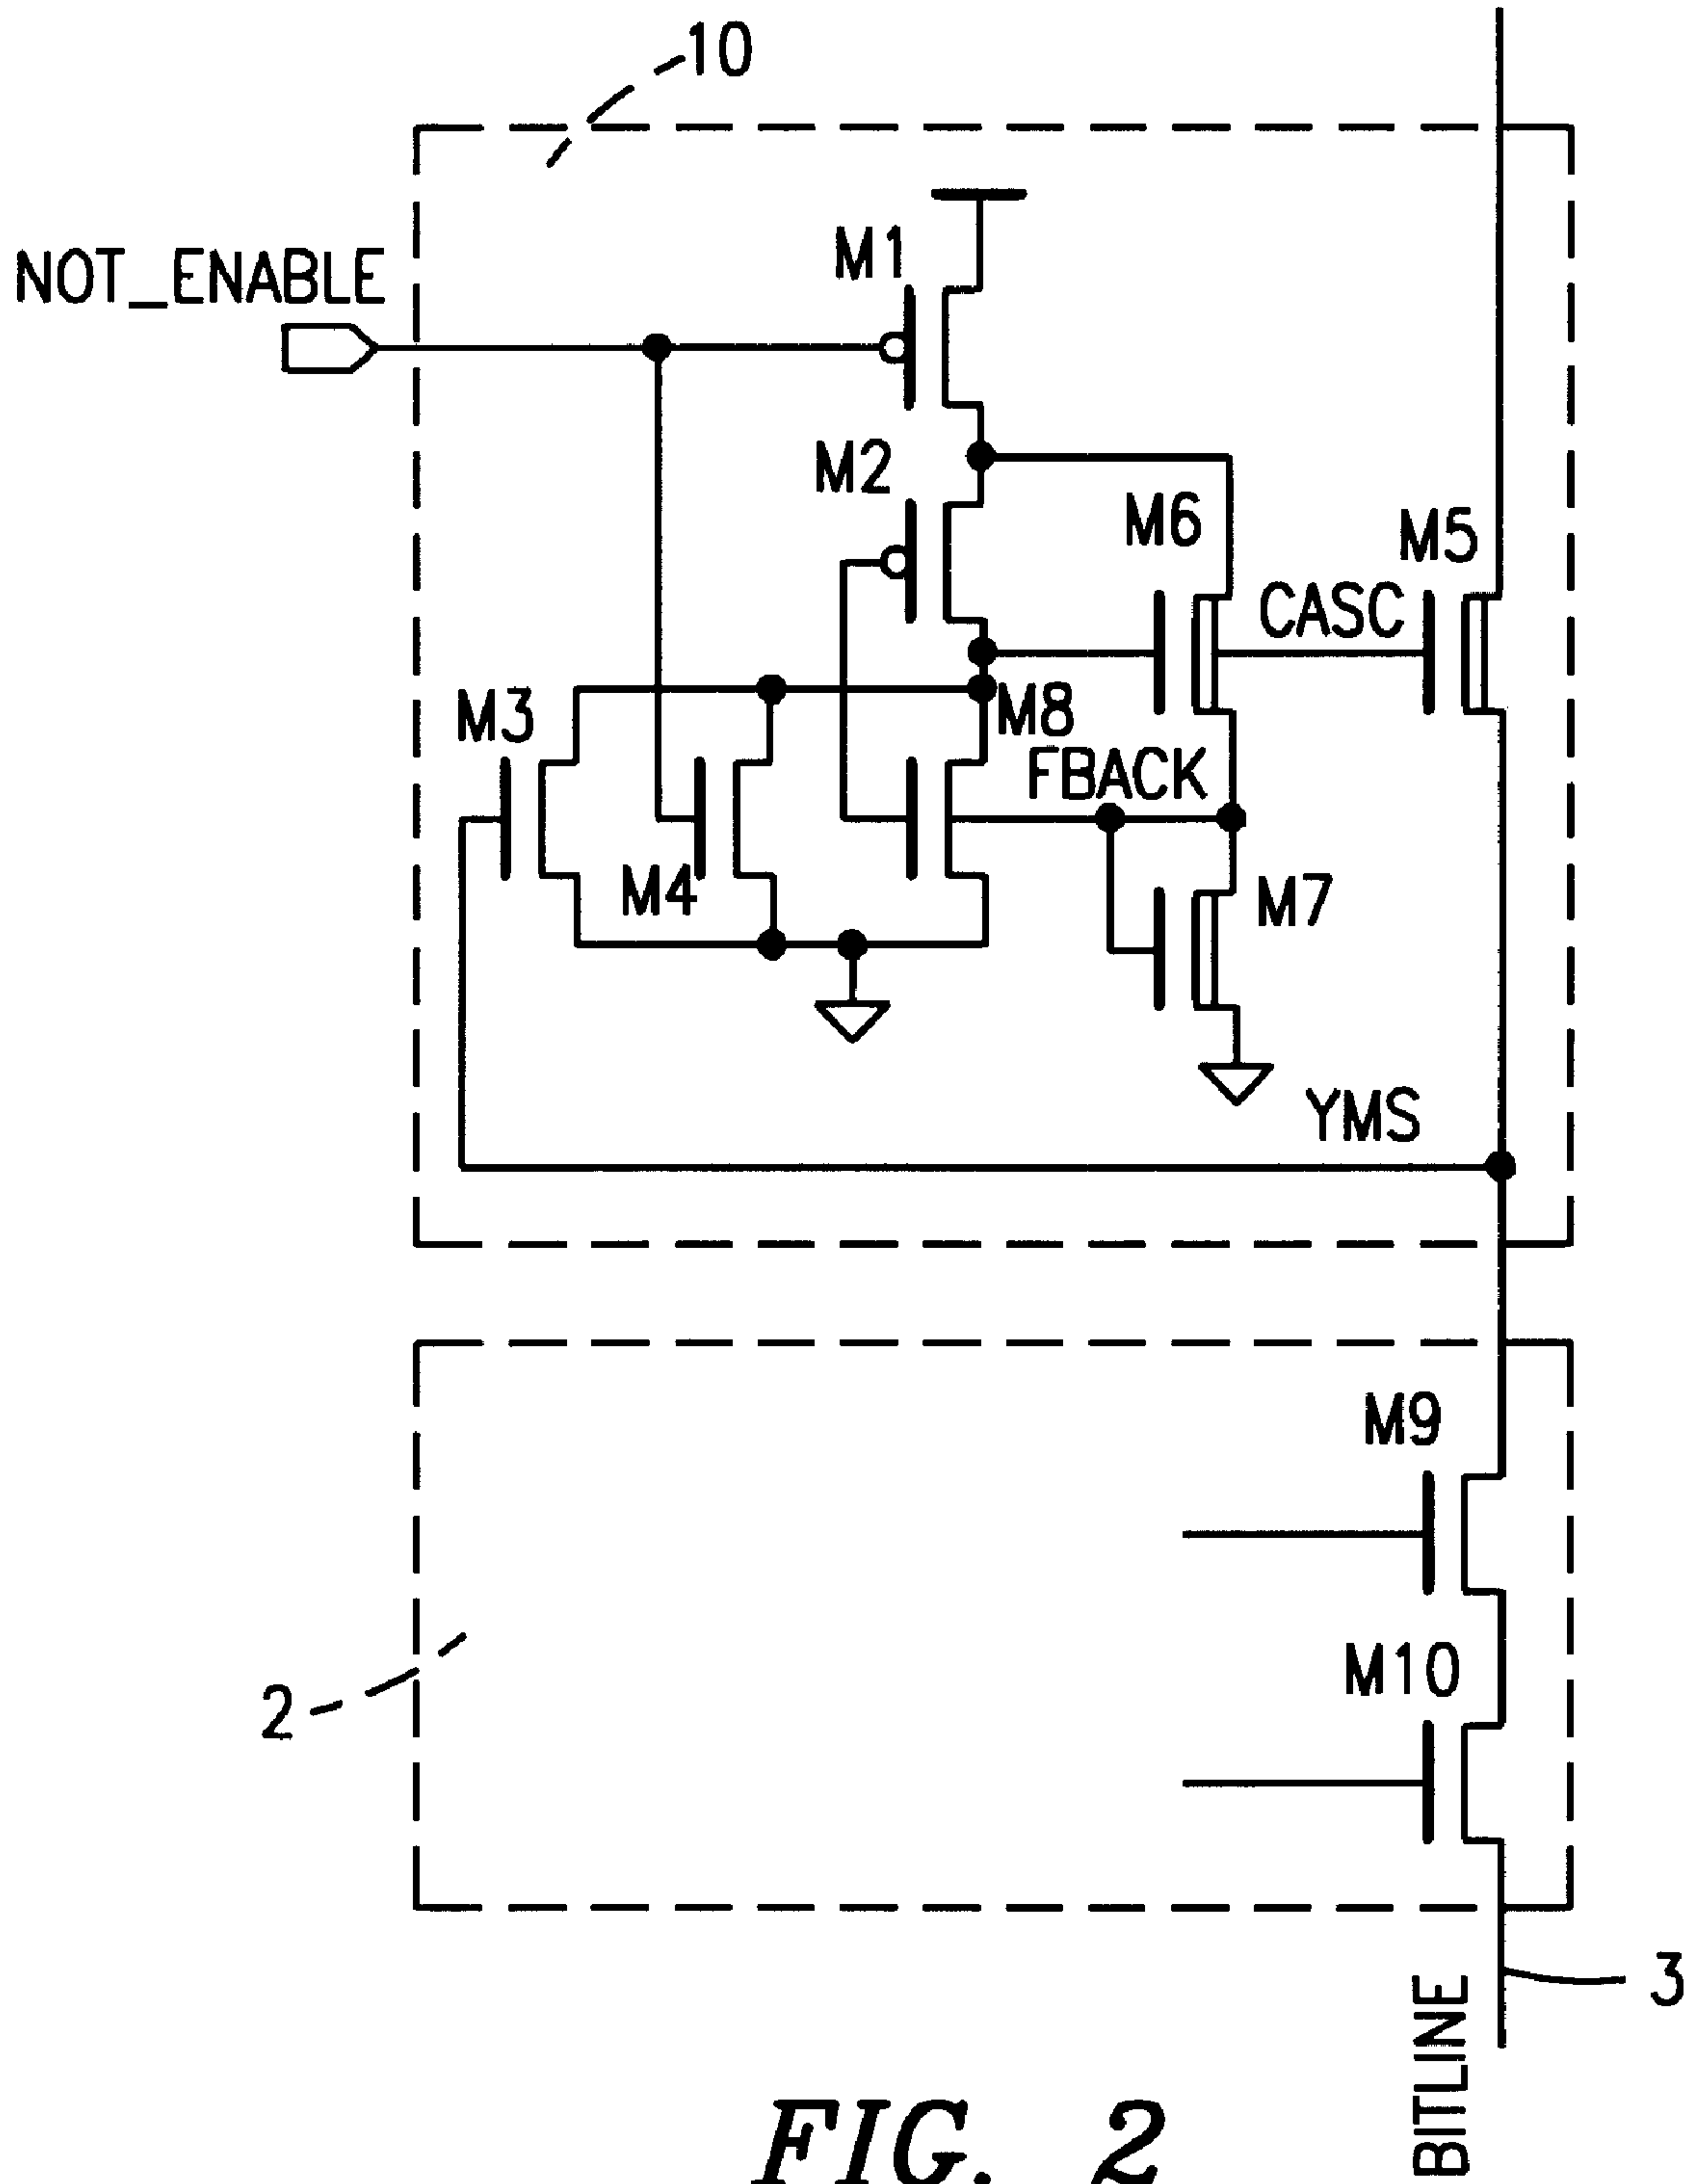 10
NOT_ENABLE
M1
M2
M6
M5
CASC
M3
M8
FBACK
M4
M7
YMS
M9
M10
2
3
BITLINE
FIG. 2